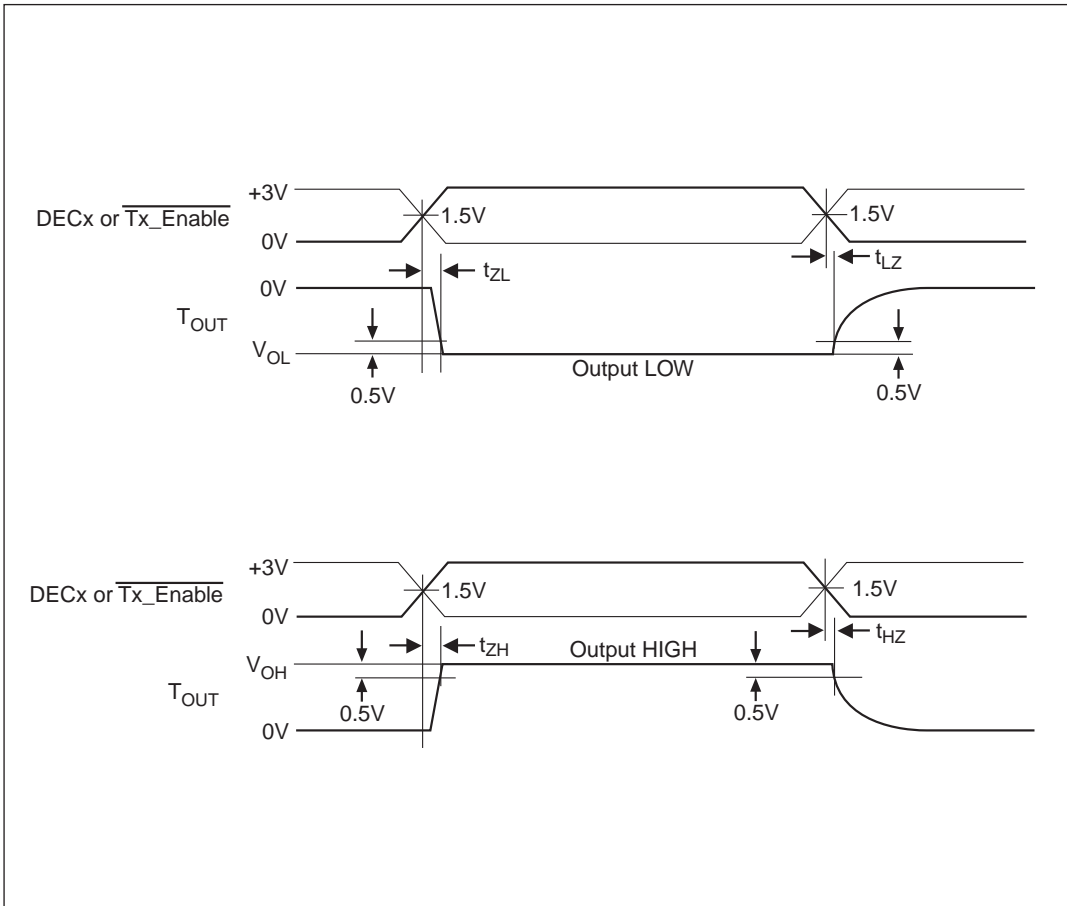 +3V
DECx or Tx_Enable
1.5V
1.5V
0V
tZL
tLZ
0V
TOUT
VOL
Output LOW
0.5V
0.5V
+3V
DECx or Tx_Enable
1.5V
1.5V
0V
tZH
Output HIGH
tHZ
VOH
TOUT
0.5V
0.5V
0V